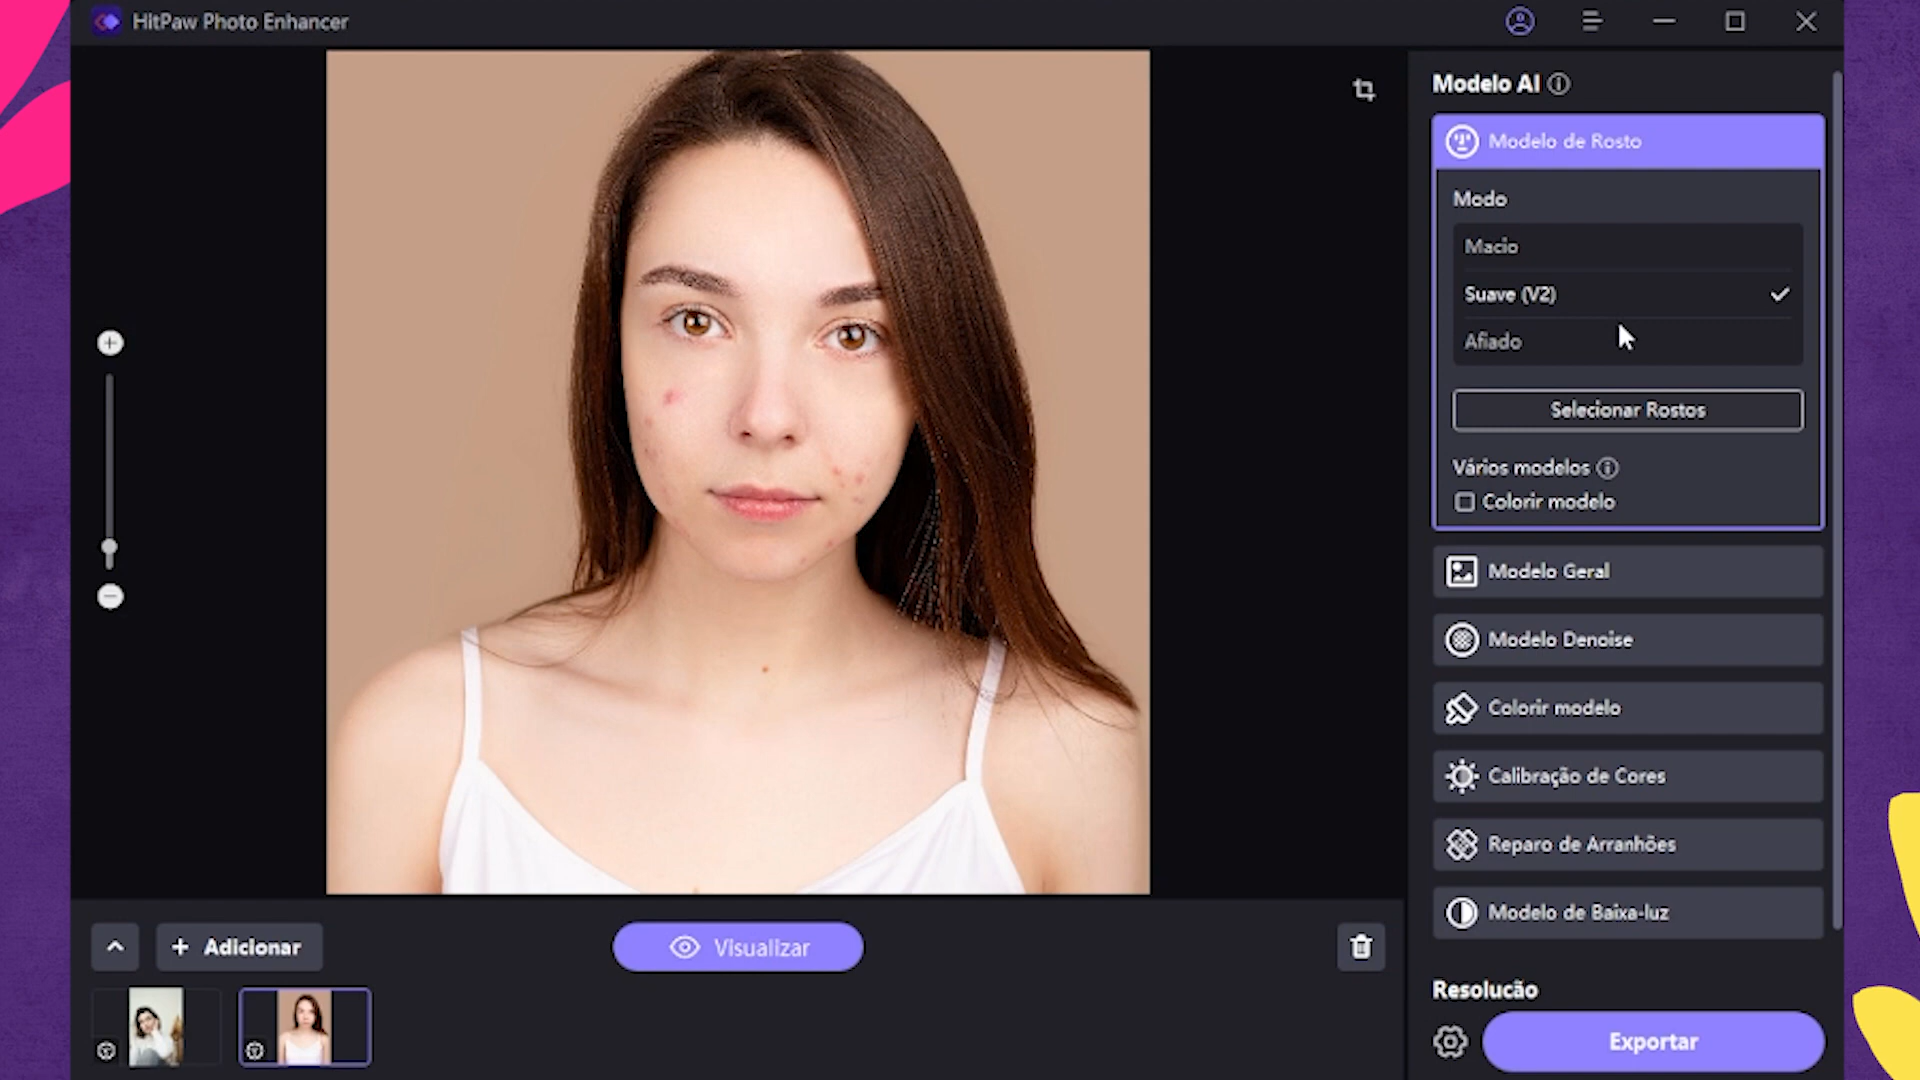 HitPaw Photo Enhancer
Modelo AI
Modelo de Rosto
Modo
Macio
Suave (V2)
Afiado
Selecionar Rostos
Vários modelos
Colorir modelo
Modelo Geral
Modelo Denoise
Colorir modelo
Calibração de Cores
Reparo de Arranhões
Modelo de Baixa-luz
Adicionar
Visualizar
Resolucão
Exportar